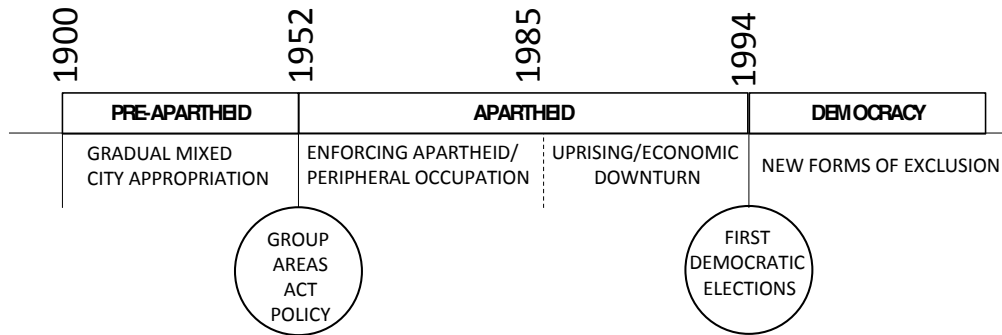 1900
1952
1985
1994
PRE-APARTHEID
APARTHEID
DEMOCRACY
GRADUAL MIXED
CITY APPROPRIATION
ENFORCING APARTHEID/
PERIPHERAL OCCUPATION
UPRISING/ECONOMIC
DOWNTURN
NEW FORMS OF EXCLUSION
GROUP
AREAS
ACT
POLICY
FIRST
DEMOCRATIC
ELECTIONS